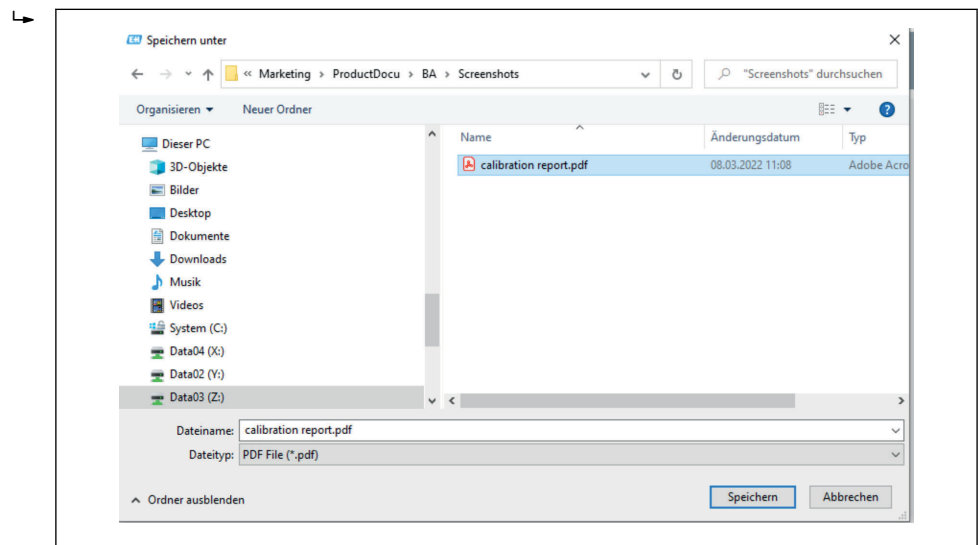 Speichern unter
« Marketing > ProductDocu > BA > Screenshots
"Screenshots" durchsuchen
Organisieren
Neuer Ordner
Name
Änderungsdatum
Typ
Dieser PC
3D-Objekte
Bilder
Desktop
Dokumente
Downloads
Musik
Videos
System (C:)
Data04 (X:)
Data02 (Y:)
Data03 (Z:)
calibration report.pdf
08.03.2022 11:08
Adobe Acro
Dateiname: calibration report.pdf
Dateityp: PDF File (*.pdf)
Ordner ausblenden
Speichern
Abbrechen